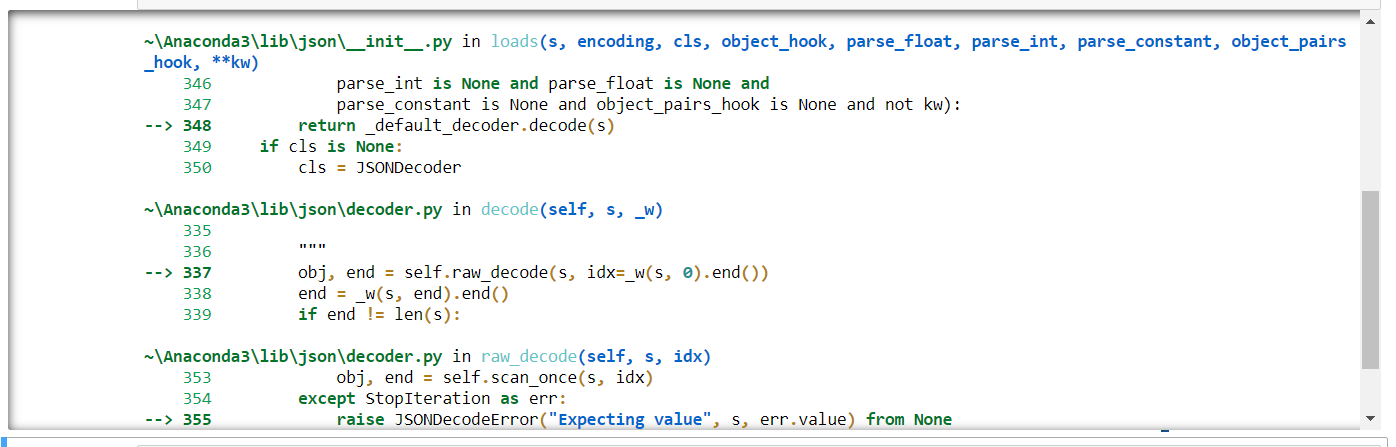 ~\Anaconda3\lib\json\__init__.py in loads(s, encoding, cls, object_hook, parse_float, parse_int, parse_constant, object_pairs
_hook, **kw)
    346             parse_int is None and parse_float is None and
    347             parse_constant is None and object_pairs_hook is None and not kw):
--> 348         return _default_decoder.decode(s)
    349     if cls is None:
    350         cls = JSONDecoder
~\Anaconda3\lib\json\decoder.py in decode(self, s, _w)
    335
    336         """
--> 337         obj, end = self.raw_decode(s, idx=_w(s, 0).end())
    338         end = _w(s, end).end()
    339         if end != len(s):
~\Anaconda3\lib\json\decoder.py in raw_decode(self, s, idx)
    353             obj, end = self.scan_once(s, idx)
    354         except StopIteration as err:
--> 355             raise JSONDecodeError("Expecting value", s, err.value) from None